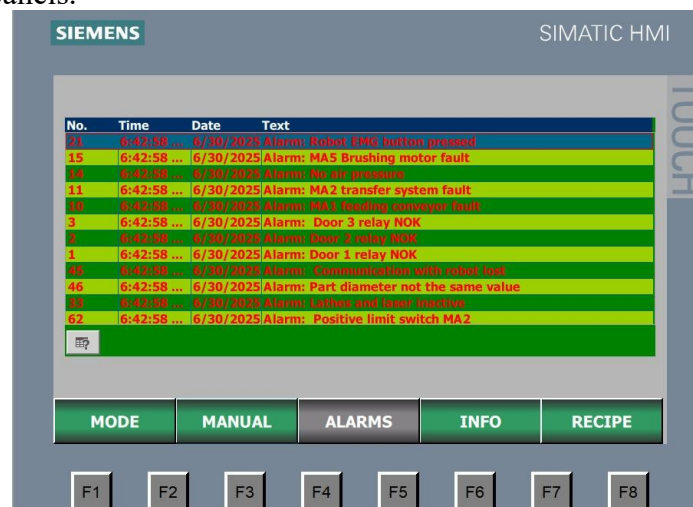 panels.
SIEMENS SIMATIC HMI
TOUCH
No. Time Date Text
21 6:42:58 ... 6/30/2025 Alarm: Robot EMG button pressed
15 6:42:58 ... 6/30/2025 Alarm: MA5 Brushing motor fault
14 6:42:58 ... 6/30/2025 Alarm: No air pressure
11 6:42:58 ... 6/30/2025 Alarm: MA2 transfer system fault
10 6:42:58 ... 6/30/2025 Alarm: MA1 feeding conveyor fault
3 6:42:58 ... 6/30/2025 Alarm: Door 3 relay NOK
2 6:42:58 ... 6/30/2025 Alarm: Door 2 relay NOK
1 6:42:58 ... 6/30/2025 Alarm: Door 1 relay NOK
45 6:42:58 ... 6/30/2025 Alarm: Communication with robot lost
46 6:42:58 ... 6/30/2025 Alarm: Part diameter not the same value
33 6:42:58 ... 6/30/2025 Alarm: Lathes and laser inactive
62 6:42:58 ... 6/30/2025 Alarm: Positive limit switch MA2
MODE MANUAL ALARMS INFO RECIPE
F1 F2 F3 F4 F5 F6 F7 F8